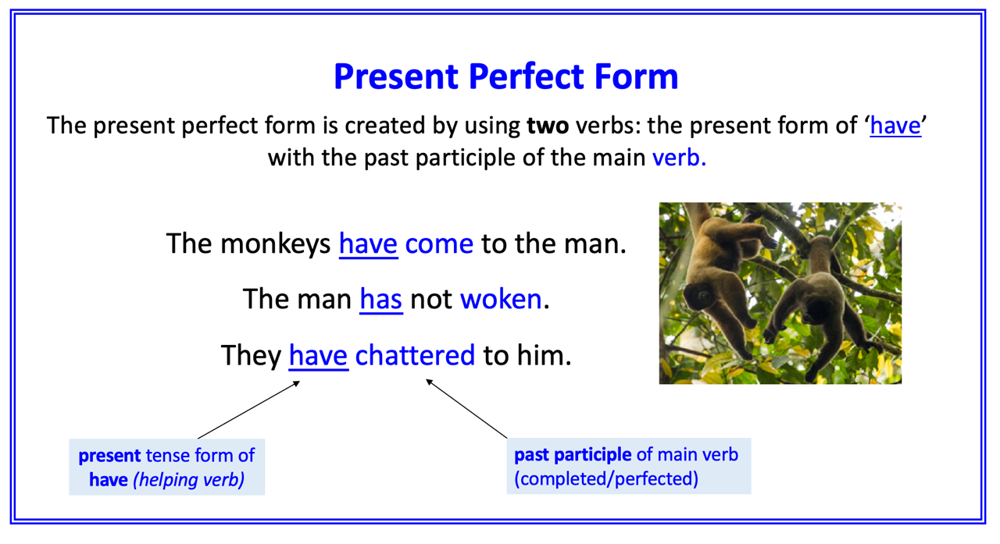 Present Perfect Form
The present perfect form is created by using two verbs: the present form of ‘have’
with the past participle of the main verb.
The monkeys have come to the man.
The man has not woken.
They have chattered to him.
present tense form of
have (helping verb)
past participle of main verb
(completed/perfected)